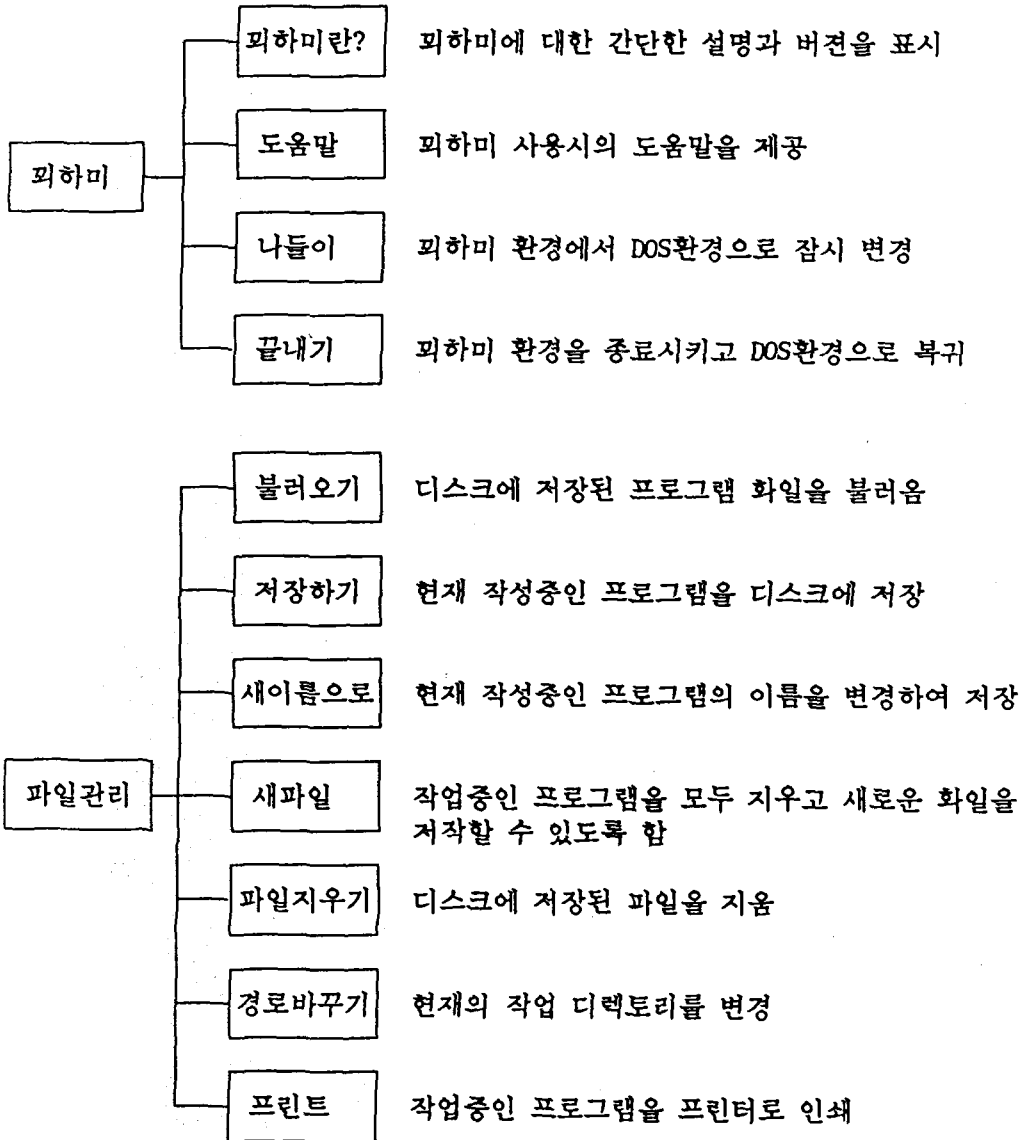 꾀하미란? 꾀하미에 대한 간단한 설명과 버젼을 표시
도움말 꾀하미 사용시의 도움말을 제공
꾀하미
나들이 꾀하미 환경에서 DOS환경으로 잠시 변경
끝내기 꾀하미 환경을 종료시키고 DOS환경으로 복귀
불러오기 디스크에 저장된 프로그램 화일을 불러옴
저장하기 현재 작성중인 프로그램을 디스크에 저장
새이름으로 현재 작성중인 프로그램의 이름을 변경하여 저장
파일관리 새파일 작업중인 프로그램을 모두 지우고 새로운 화일을
저작할 수 있도록 함
파일지우기 디스크에 저장된 파일을 지움
경로바꾸기 현재의 작업 디렉토리를 변경
프린트 작업중인 프로그램을 프린터로 인쇄